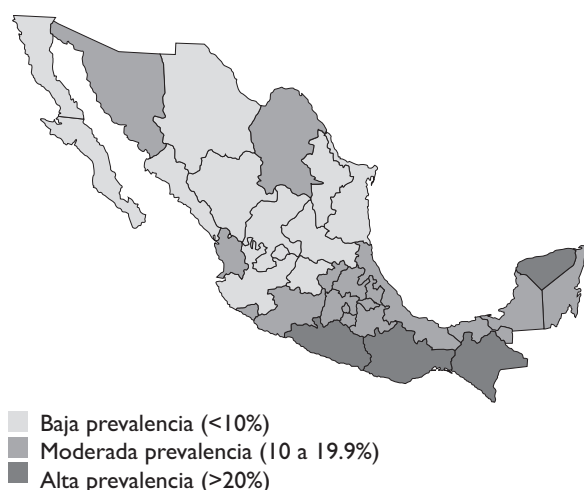 Baja prevalencia (<10%)
Moderada prevalencia (10 a 19.9%)
Alta prevalencia (>20%)